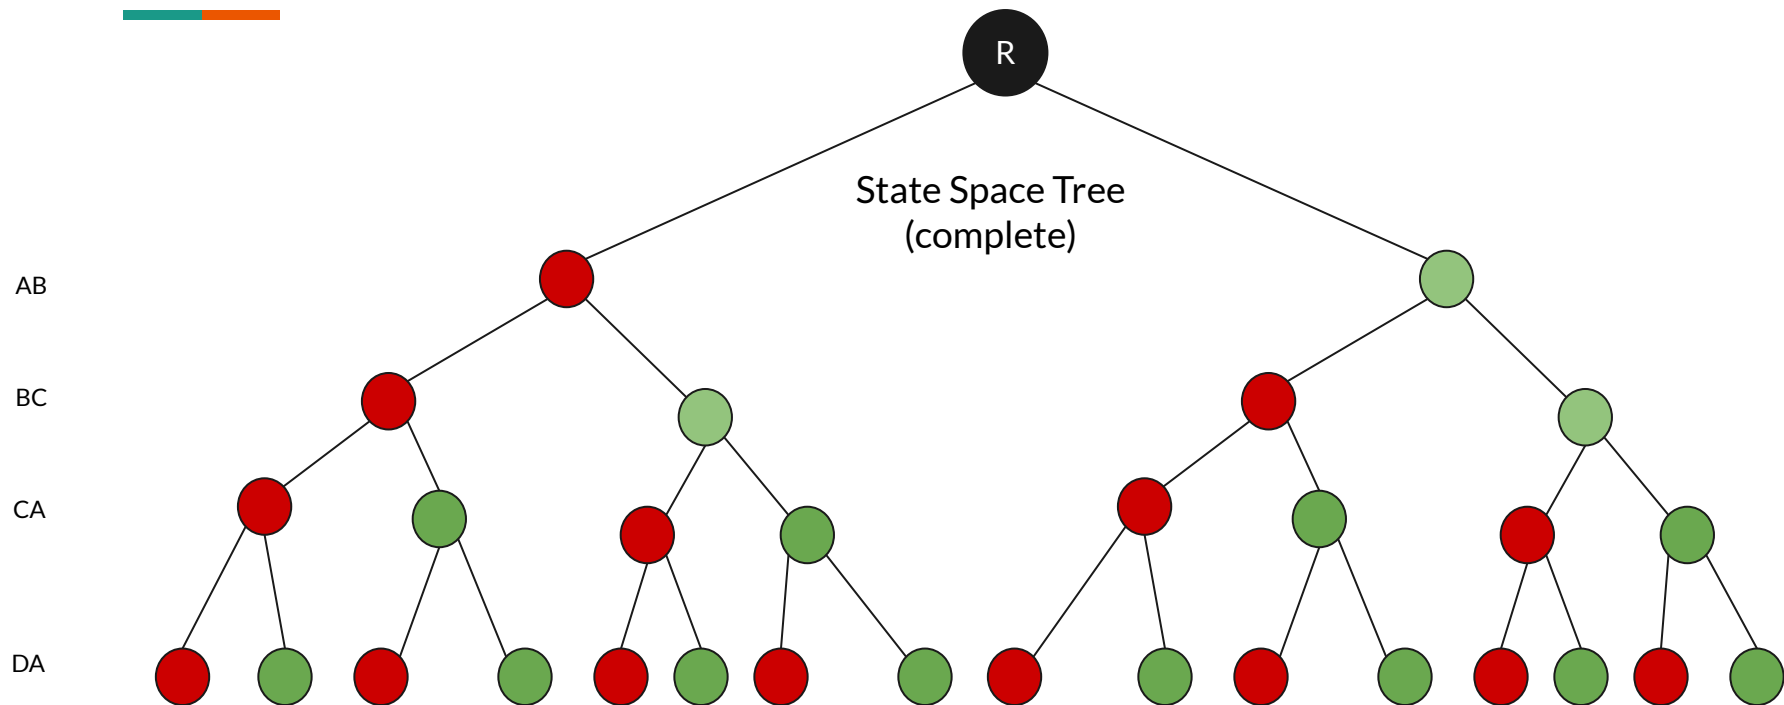 R
State Space Tree
(complete)
AB
BC
CA
DA